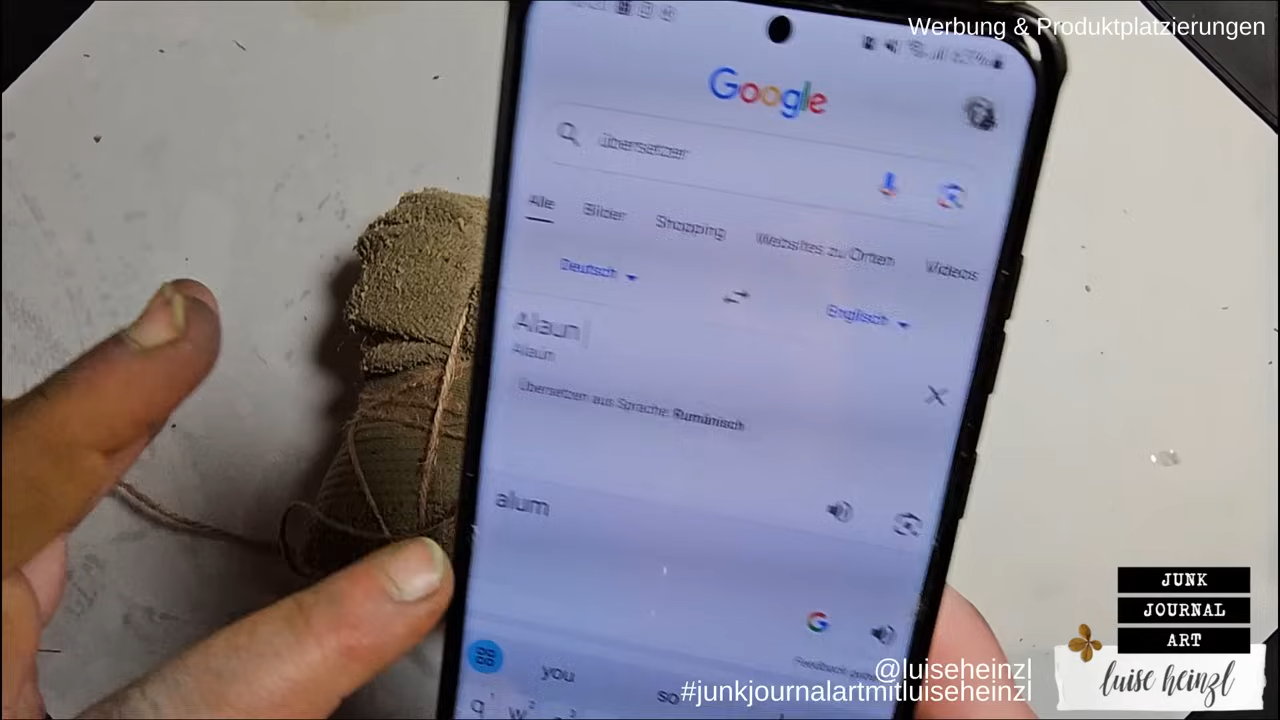 Werbung & Produktplatzierungen
Google
übersetzer
Alle Bilder Shopping Websites zu Orten Videos
Deutsch Englisch
Alaun
Alaun
Übersetzen aus Sprache: Rumänisch
alum
G
you so
q w
JUNK
JOURNAL
ART
luise heinzl
@luiseheinzl
#junkjournalartmitluiseheinzl